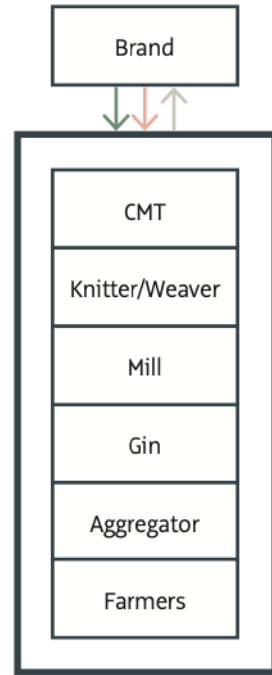 Brand
CMT
Knitter/Weaver
Mill
Gin
Aggregator
Farmers